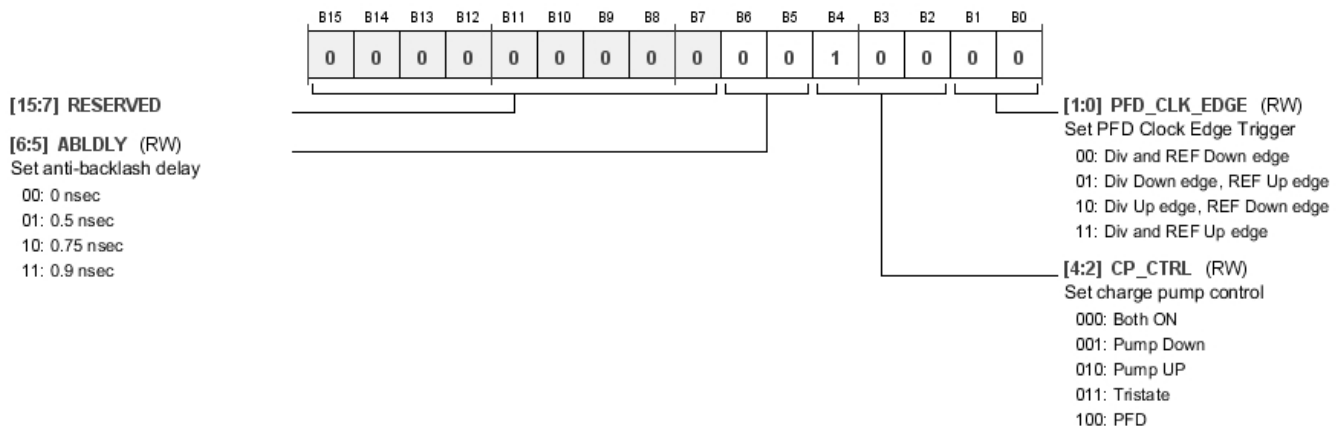 B15 B14 B13 B12 B11 B10 B9 B8 B7 B6 B5 B4 B3 B2 B1 B0
0 0 0 0 0 0 0 0 0 0 0 1 0 0 0 0
[15:7] RESERVED
[6:5] ABLDLY (RW)
Set anti-backlash delay
00: 0 nsec
01: 0.5 nsec
10: 0.75 nsec
11: 0.9 nsec
[1:0] PFD_CLK_EDGE (RW)
Set PFD Clock Edge Trigger
00: Div and REF Down edge
01: Div Down edge, REF Up edge
10: Div Up edge, REF Down edge
11: Div and REF Up edge
[4:2] CP_CTRL (RW)
Set charge pump control
000: Both ON
001: Pump Down
010: Pump UP
011: Tristate
100: PFD